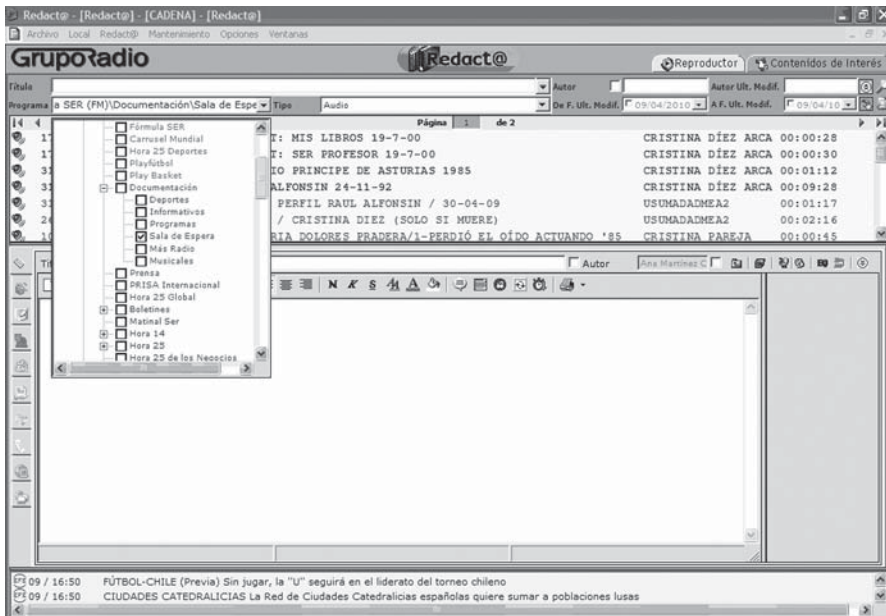 Redact@ - [Redact@] - [CADENA] - [Redact@]
Archivo Local Redact@ Mantenimiento Opciones Ventanas
GrupoRadio
Redact@
Reproductor
Contenidos de Interés
Título
Autor
Autor Ult. Modif.
Programa a SER (FM)\Documentación\Sala de Espe
Tipo Audio
De F. Ult. Modif. 09/04/2010
A F. Ult. Modif. 09/04/10
Página 1 de 2
T: MIS LIBROS 19-7-00 CRISTINA DÍEZ ARCA 00:00:28
T: SER PROFESOR 19-7-00 CRISTINA DÍEZ ARCA 00:00:30
IO PRINCIPE DE ASTURIAS 1985 CRISTINA DÍEZ ARCA 00:01:12
ALFONSIN 24-11-92 CRISTINA DÍEZ ARCA 00:09:28
PERFIL RAUL ALFONSIN / 30-04-09 USUMADADMEA2 00:01:17
/ CRISTINA DIEZ (SOLO SI MUERE) USUMADADMEA2 00:02:16
RIA DOLORES PRADERA/1-PERDIÓ EL OÍDO ACTUANDO '85 CRISTINA PAREJA 00:00:45
Fórmula SER
Carrusel Mundial
Hora 25 Deportes
Playfútbol
Play Basket
Documentación
Deportes
Informativos
Programas
Sala de Espera
Más Radio
Musicales
Prensa
PRISA Internacional
Hora 25 Global
Boletines
Matinal Ser
Hora 14
Hora 25
Hora 25 de los Negocios
Autor
Ana Martínez C
N K S
09 / 16:50 FÚTBOL-CHILE (Previa) Sin jugar, la "U" seguirá en el liderato del torneo chileno
09 / 16:50 CIUDADES CATEDRALICIAS La Red de Ciudades Catedralicias españolas quiere sumar a poblaciones lusas